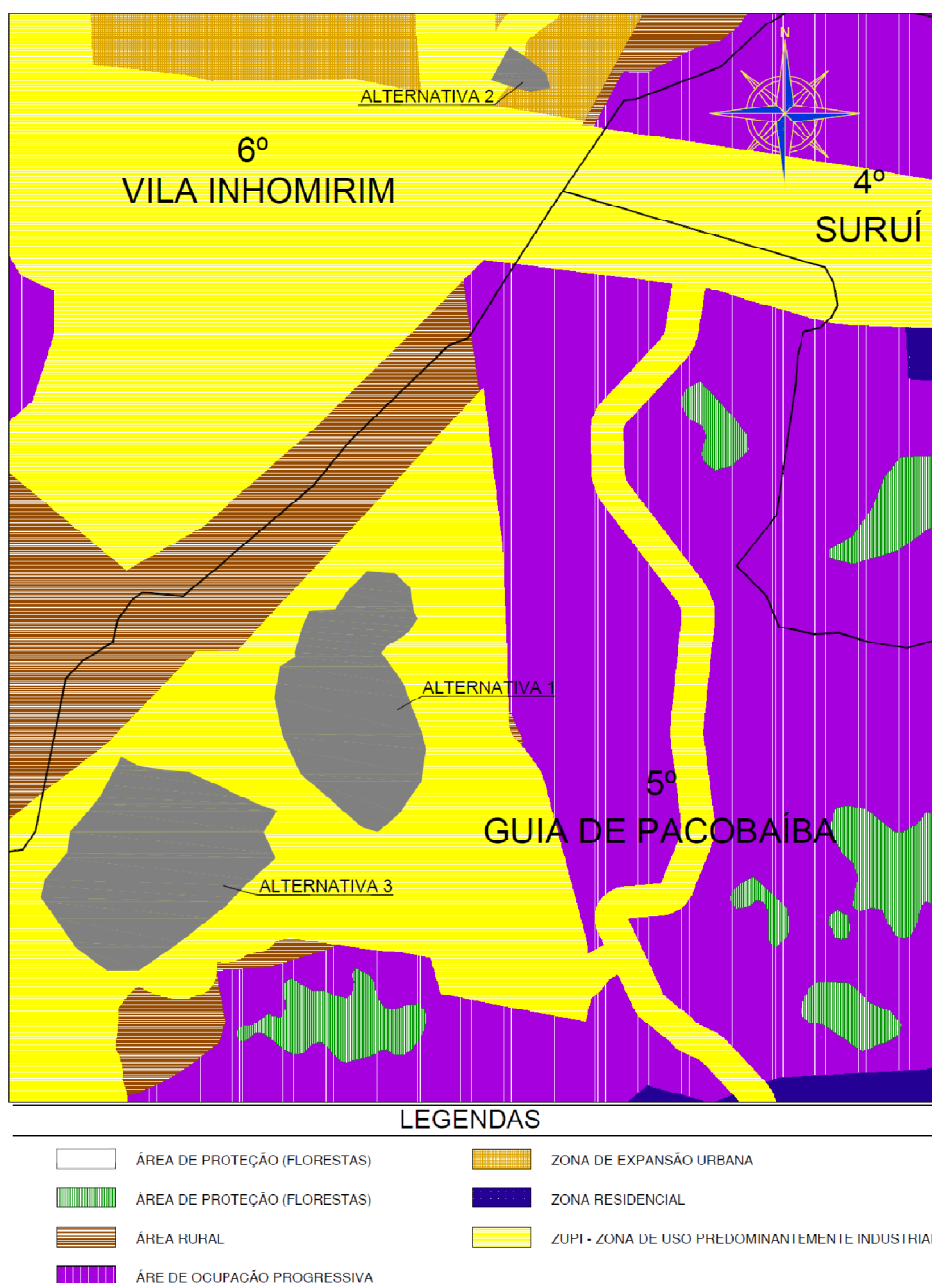 N
ALTERNATIVA 2
6º
VILA INHOMIRIM
4º
SURUÍ
ALTERNATIVA 1
5º
GUIA DE PACOBAÍBA
ALTERNATIVA 3
LEGENDAS
ÁREA DE PROTEÇÃO (FLORESTAS)
ZONA DE EXPANSÃO URBANA
ÁREA DE PROTEÇÃO (FLORESTAS)
ZONA RESIDENCIAL
ÁREA RURAL
ZUPI - ZONA DE USO PREDOMINANTEMENTE INDUSTRIAL
ÁRE DE OCUPAÇÃO PROGRESSIVA